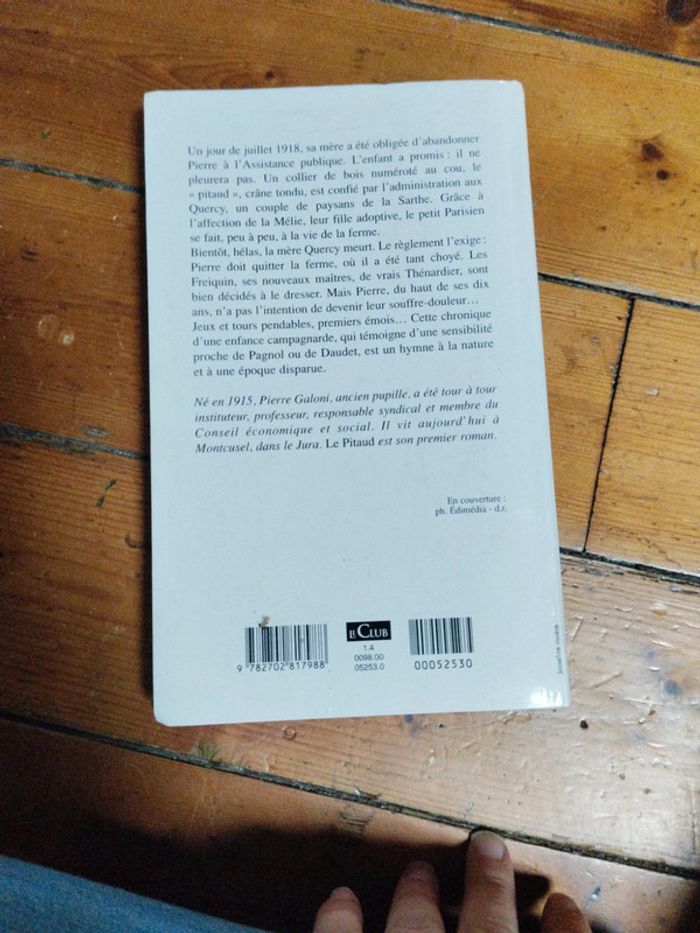 Un jour de juillet 1918, sa mère a été obligée d'abandonner
Pierre à l'Assistance publique. L'enfant a promis : il ne
pleurera pas. Un collier de bois numéroté au cou, le
« pitaud », crâne tondu, est confié par l'administration aux
Quercy, un couple de paysans de la Sarthe. Grâce à
l'affection de la Mélie, leur fille adoptive, le petit Parisien
se fait, peu à peu, à la vie de la ferme.
Bientôt, hélas, la mère Quercy meurt. Le règlement l'exige :
Pierre doit quitter la ferme, où il a été tant choyé. Les
Freiquin, ses nouveaux maîtres, de vrais Thénardier, sont
bien décidés à le dresser. Mais Pierre, du haut de ses dix
ans, n'a pas l'intention de devenir leur souffre-douleur...
Jeux et tours pendables, premiers émois... Cette chronique
d'une enfance campagnarde, qui témoigne d'une sensibilité
proche de Pagnol ou de Daudet, est un hymne à la nature
et à une époque disparue.
Né en 1915, Pierre Galoni, ancien pupille, a été tour à tour
instituteur, professeur, responsable syndical et membre du
Conseil économique et social. Il vit aujourd'hui à
Montcusel, dans le Jura. Le Pitaud est son premier roman.
En couverture :
ph. Édimédia - d.r.
LE CLUB
1.4
0098.00
05253.0
9 782702 817988
00052530